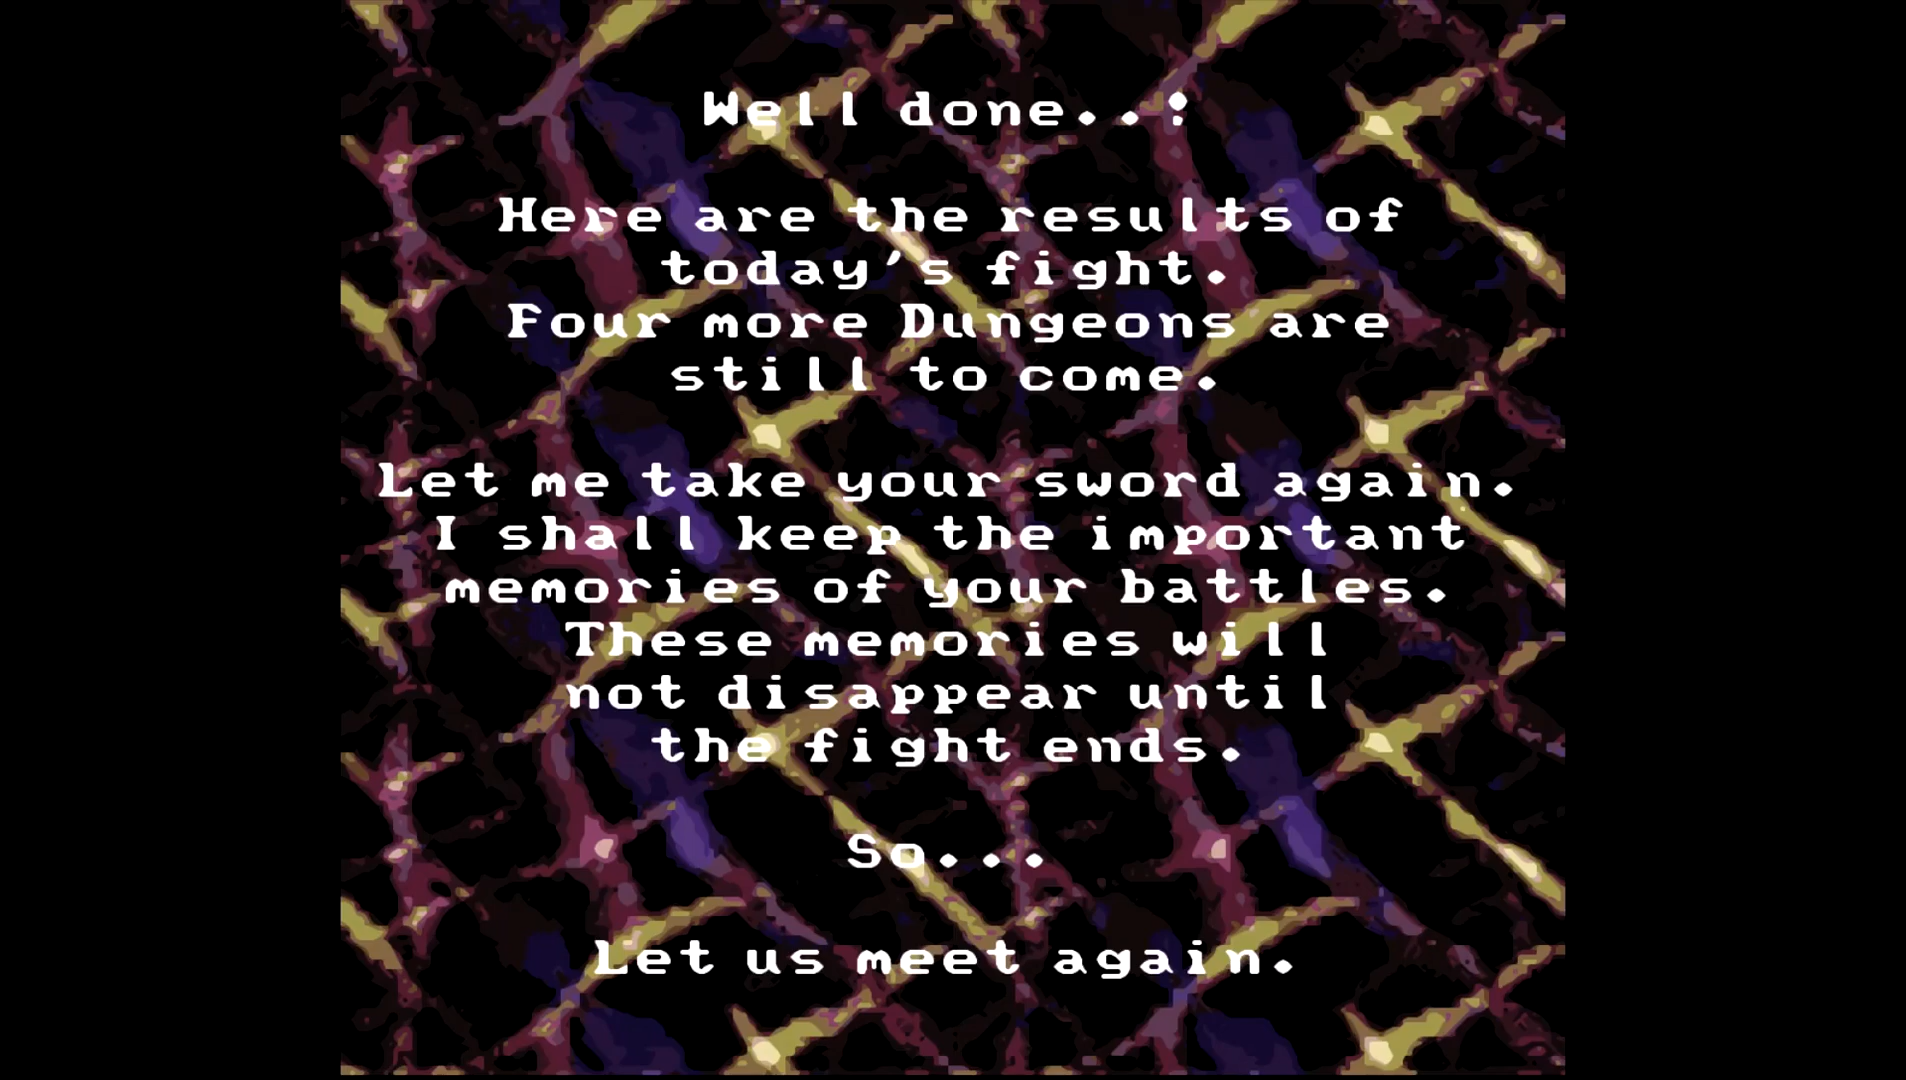 Well done..!
Here are the results of
today's fight.
Four more Dungeons are
still to come.
Let me take your sword again.
I shall keep the important
memories of your battles.
These memories will
not disappear until
the fight ends.
So...
Let us meet again.